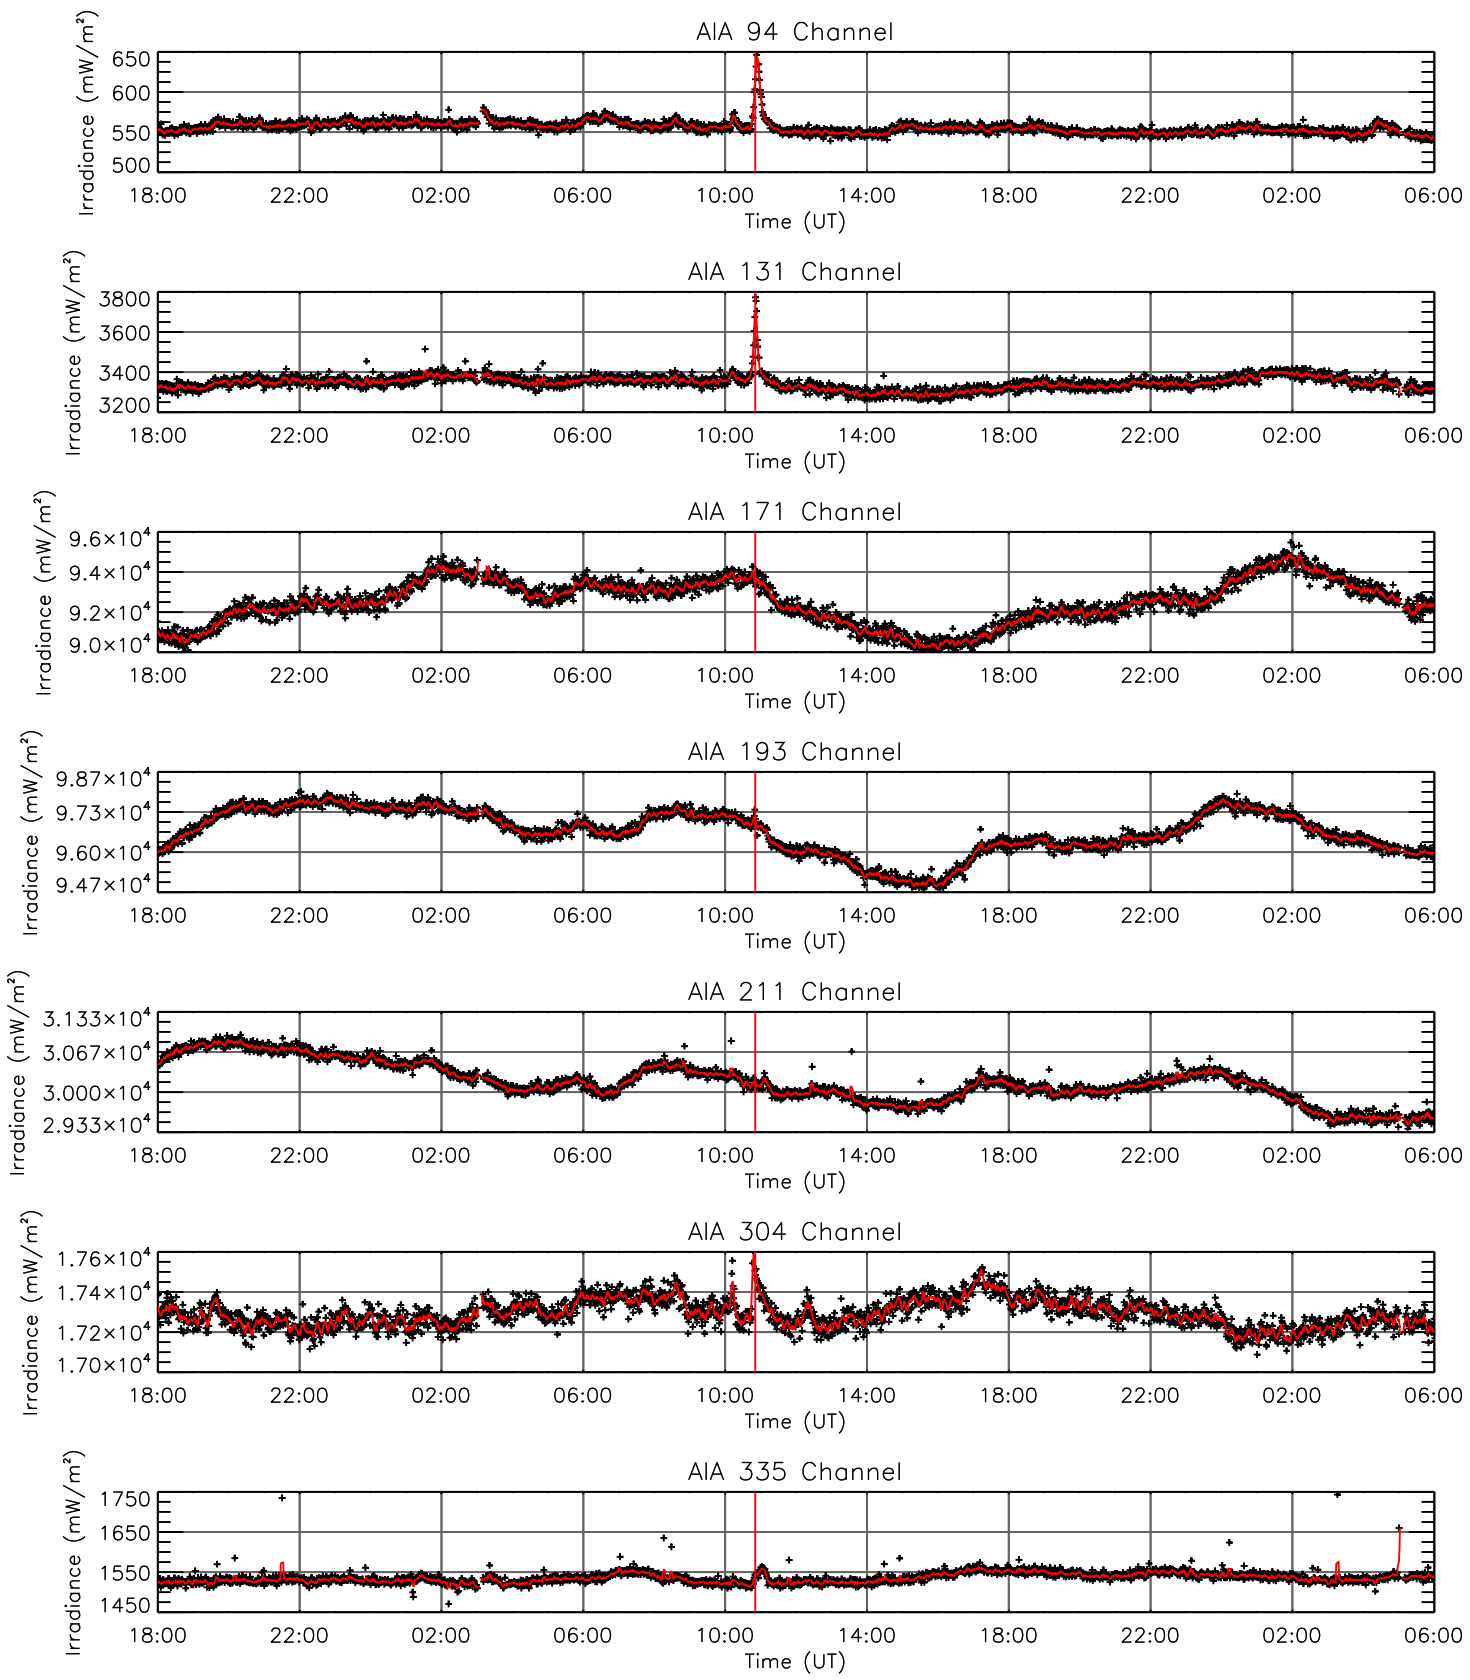 AIA 94 Channel
Irradiance (mW/m²)
650
600
550
500
18:00 22:00 02:00 06:00 10:00 14:00 18:00 22:00 02:00 06:00
Time (UT)
AIA 131 Channel
Irradiance (mW/m²)
3800
3600
3400
3200
18:00 22:00 02:00 06:00 10:00 14:00 18:00 22:00 02:00 06:00
Time (UT)
AIA 171 Channel
Irradiance (mW/m²)
9.6×10⁴
9.4×10⁴
9.2×10⁴
9.0×10⁴
18:00 22:00 02:00 06:00 10:00 14:00 18:00 22:00 02:00 06:00
Time (UT)
AIA 193 Channel
Irradiance (mW/m²)
9.87×10⁴
9.73×10⁴
9.60×10⁴
9.47×10⁴
18:00 22:00 02:00 06:00 10:00 14:00 18:00 22:00 02:00 06:00
Time (UT)
AIA 211 Channel
Irradiance (mW/m²)
3.133×10⁴
3.067×10⁴
3.000×10⁴
2.933×10⁴
18:00 22:00 02:00 06:00 10:00 14:00 18:00 22:00 02:00 06:00
Time (UT)
AIA 304 Channel
Irradiance (mW/m²)
1.76×10⁴
1.74×10⁴
1.72×10⁴
1.70×10⁴
18:00 22:00 02:00 06:00 10:00 14:00 18:00 22:00 02:00 06:00
Time (UT)
AIA 335 Channel
Irradiance (mW/m²)
1750
1650
1550
1450
18:00 22:00 02:00 06:00 10:00 14:00 18:00 22:00 02:00 06:00
Time (UT)